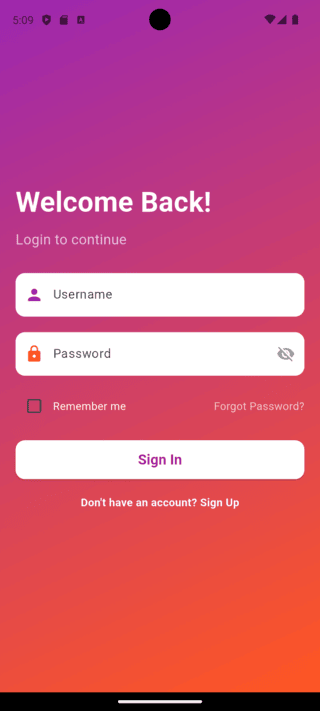 5:09
Welcome Back!
Login to continue
Username
Password
Remember me
Forgot Password?
Sign In
Don't have an account? Sign Up